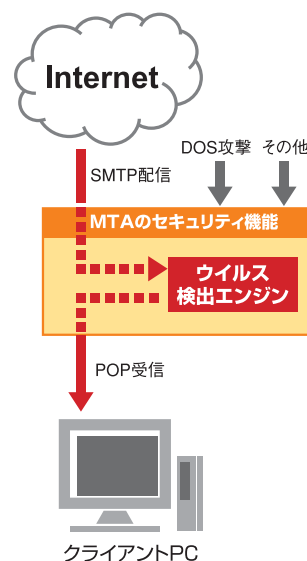 Internet
DOS攻撃 その他
SMTP配信
MTAのセキュリティ機能
ウイルス
検出エンジン
POP受信
クライアントPC